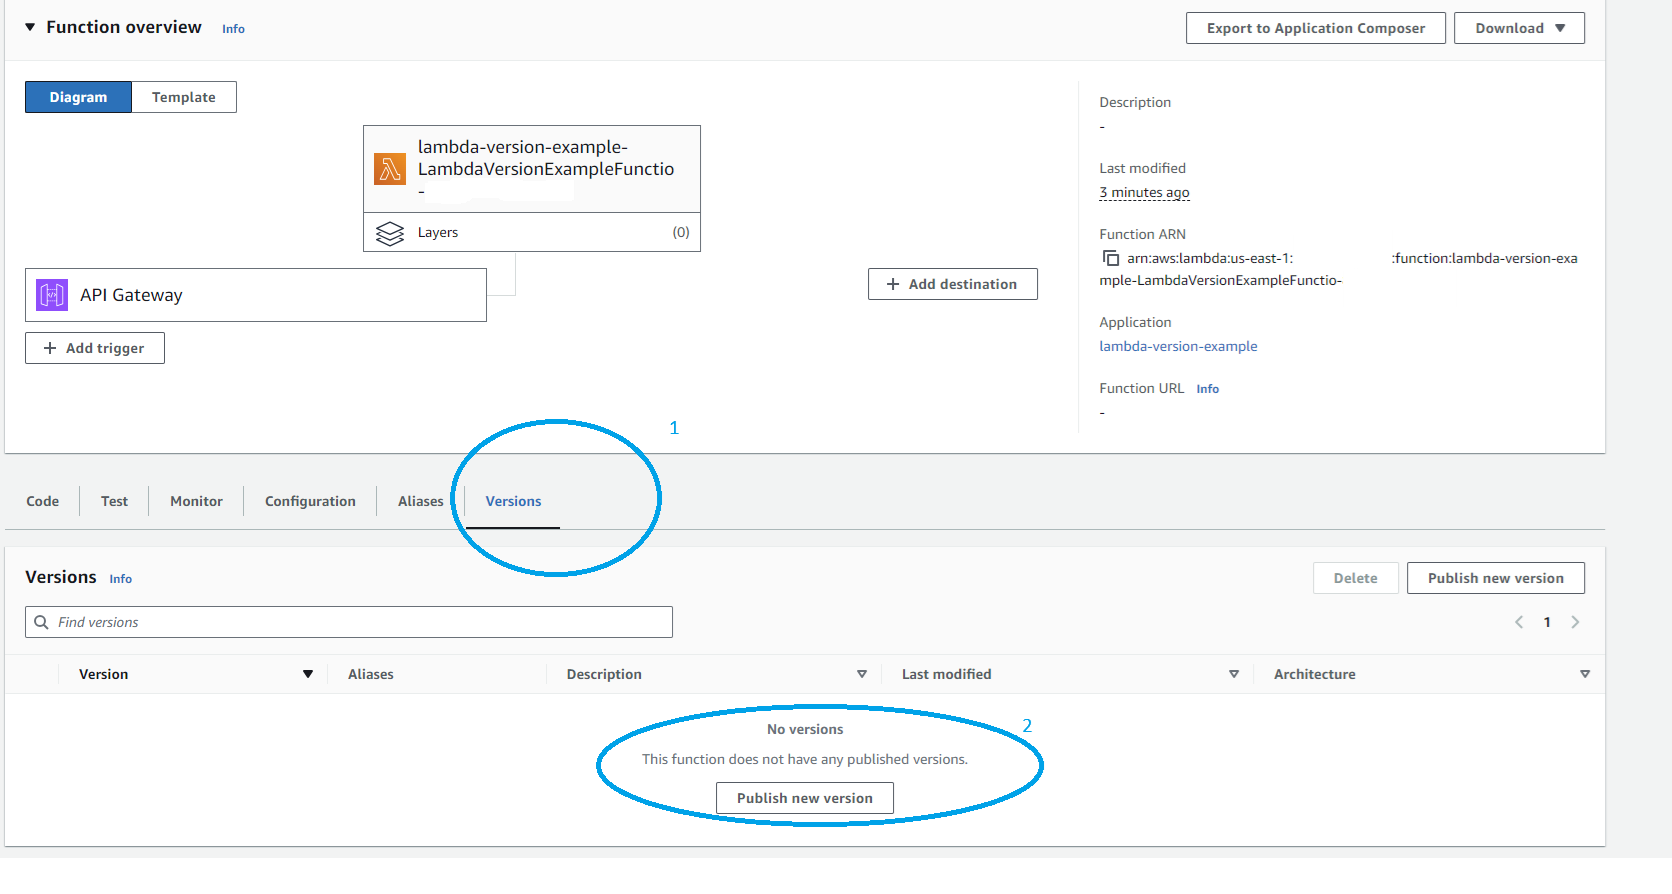 Function overview Info
Export to Application Composer
Download
Diagram
Template
lambda-version-example-
LambdaVersionExampleFunctio
-
Layers
(0)
API Gateway
Add trigger
Add destination
Description
-
Last modified
3 minutes ago
Function ARN
arn:aws:lambda:us-east-1: :function:lambda-version-exa
mple-LambdaVersionExampleFunctio-
Application
lambda-version-example
Function URL Info
-
1
Code
Test
Monitor
Configuration
Aliases
Versions
Versions Info
Delete
Publish new version
Find versions
1
Version
Aliases
Description
Last modified
Architecture
2
No versions
This function does not have any published versions.
Publish new version